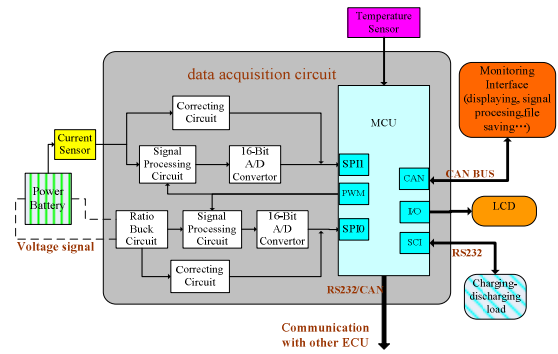 Temperature
Sensor
data acquisition circuit
Correcting
Circuit
Current
Sensor
Signal
Processing
Circuit
16-Bit
A/D
Convertor
MCU
SPI1
PWM
SPI0
CAN
I/O
SCI
Monitoring
Interface
(displaying, signal
procesing,file
saving···)
CAN BUS
LCD
RS232
Charging-
discharging
load
Power
Battery
Voltage signal
Ratio
Buck
Circuit
Signal
Processing
Circuit
16-Bit
A/D
Convertor
Correcting
Circuit
RS232/CAN
Communication
with other ECU